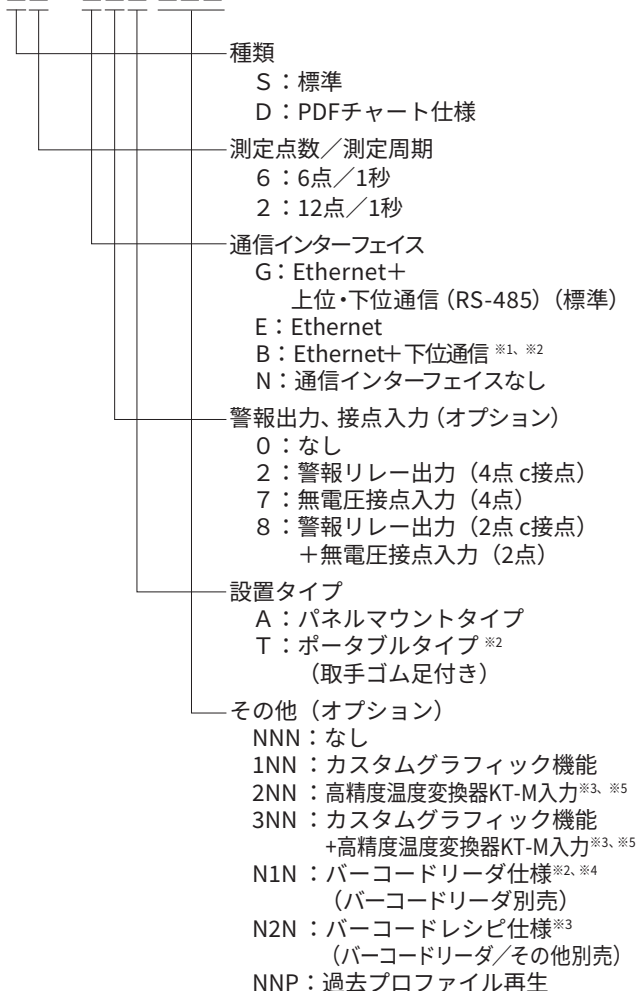 種類
S：標準
D：PDFチャート仕様
測定点数／測定周期
6：6点／1秒
2：12点／1秒
通信インターフェイス
G：Ethernet＋
上位・下位通信（RS-485）（標準）
E：Ethernet
B：Ethernet＋下位通信 ※1、※2
N：通信インターフェイスなし
警報出力、接点入力（オプション）
0：なし
2：警報リレー出力（4点 c接点）
7：無電圧接点入力（4点）
8：警報リレー出力（2点 c接点）
＋無電圧接点入力（2点）
設置タイプ
A：パネルマウントタイプ
T：ポータブルタイプ ※2
（取手ゴム足付き）
その他（オプション）
NNN：なし
1NN：カスタムグラフィック機能
2NN：高精度温度変換器KT-M入力※3、※5
3NN：カスタムグラフィック機能
+高精度温度変換器KT-M入力※3、※5
N1N：バーコードリーダ仕様※2、※4
（バーコードリーダ別売）
N2N：バーコードレシピ仕様※3
（バーコードリーダ／その他別売）
NNP：過去プロファイル再生